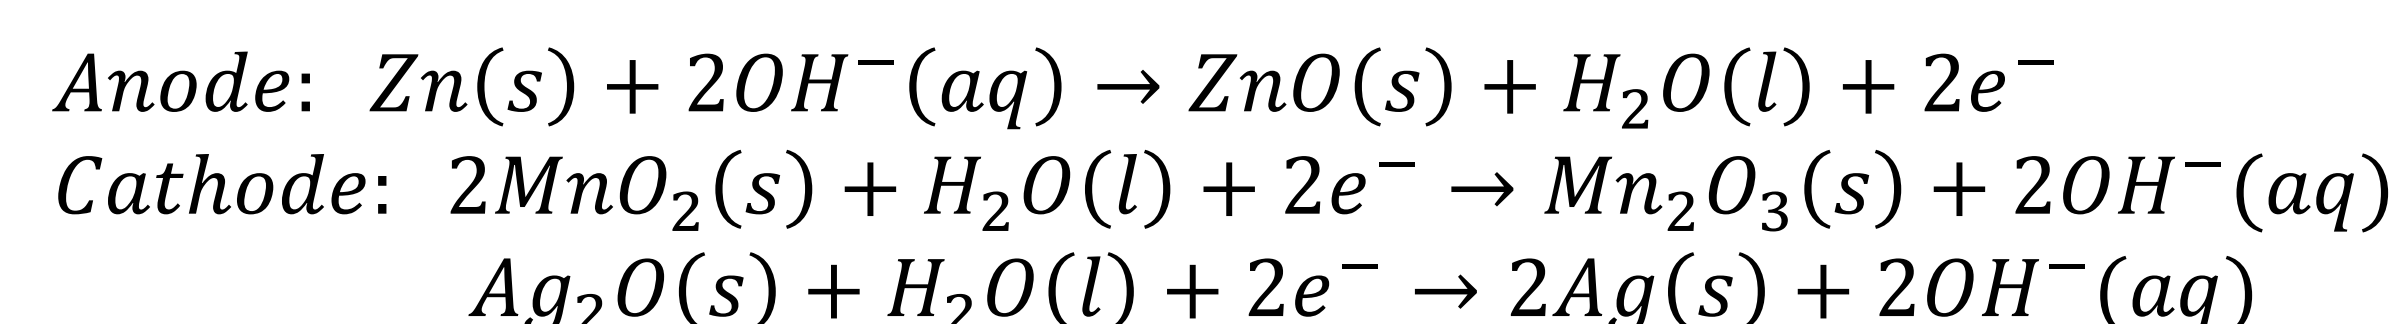 Anode: Zn(s) + 2OH⁻(aq) → ZnO(s) + H₂O(l) + 2e⁻
Cathode: 2MnO₂(s) + H₂O(l) + 2e⁻ → Mn₂O₃(s) + 2OH⁻(aq)
Ag₂O(s) + H₂O(l) + 2e⁻ → 2Ag(s) + 2OH⁻(aq)